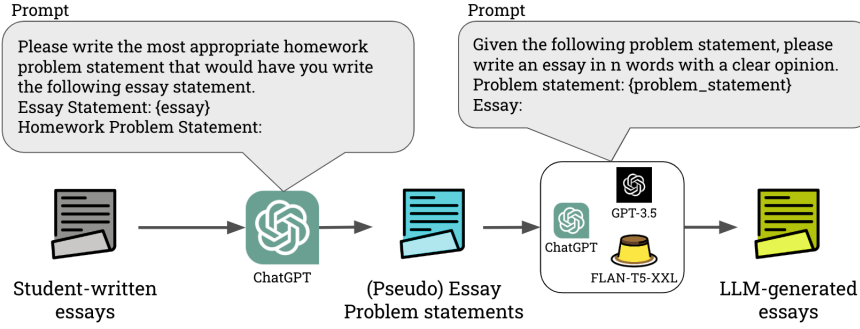 Prompt
Please write the most appropriate homework
problem statement that would have you write
the following essay statement.
Essay Statement: {essay}
Homework Problem Statement:
Prompt
Given the following problem statement, please
write an essay in n words with a clear opinion.
Problem statement: {problem_statement}
Essay:
GPT-3.5
ChatGPT
FLAN-T5-XXL
ChatGPT
Student-written
essays
(Pseudo) Essay
Problem statements
LLM-generated
essays